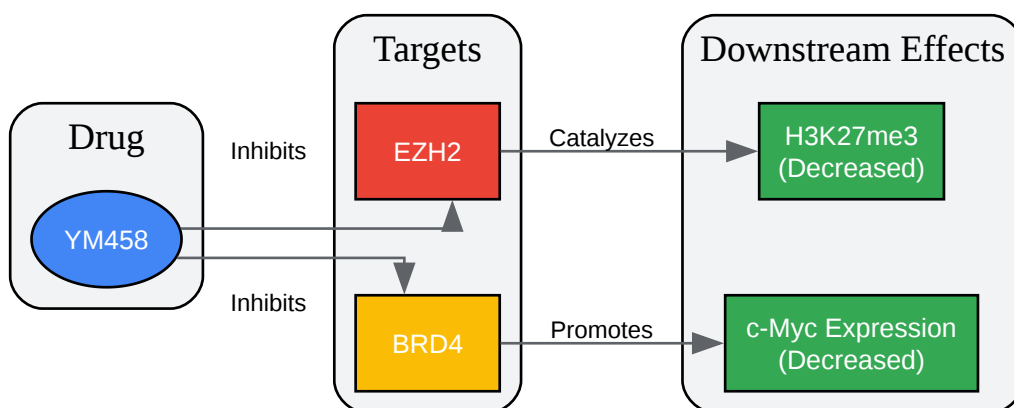 Drug
YM458
Inhibits
Inhibits
Targets
EZH2
BRD4
Catalyzes
Promotes
Downstream Effects
H3K27me3
(Decreased)
c-Myc Expression
(Decreased)